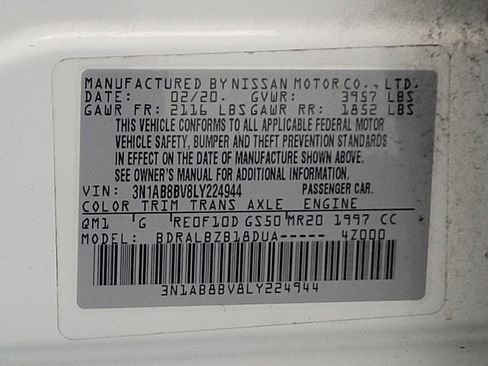 MANUFACTURED BY NISSAN MOTOR CO., LTD.
DATE: 02/20. GVWR: 3957 LBS
GAWR FR: 2116 LBS GAWR RR: 1852 LBS
THIS VEHICLE CONFORMS TO ALL APPLICABLE FEDERAL MOTOR
VEHICLE SAFETY, BUMPER AND THEFT PREVENTION STANDARDS
IN EFFECT ON THE DATE OF MANUFACTURE SHOWN ABOVE.
SEE OWNER'S MANUAL FOR ADDITIONAL INFORMATION.
VIN: 3N1AB8BV8LY224944 PASSENGER CAR.
COLOR TRIM TRANS AXLE ENGINE
QM1 G RE0F10D GS50 MR20 1997 CC
MODEL: BDRALBZB18DUA----- 4Z000
3N1AB8BV8LY224944